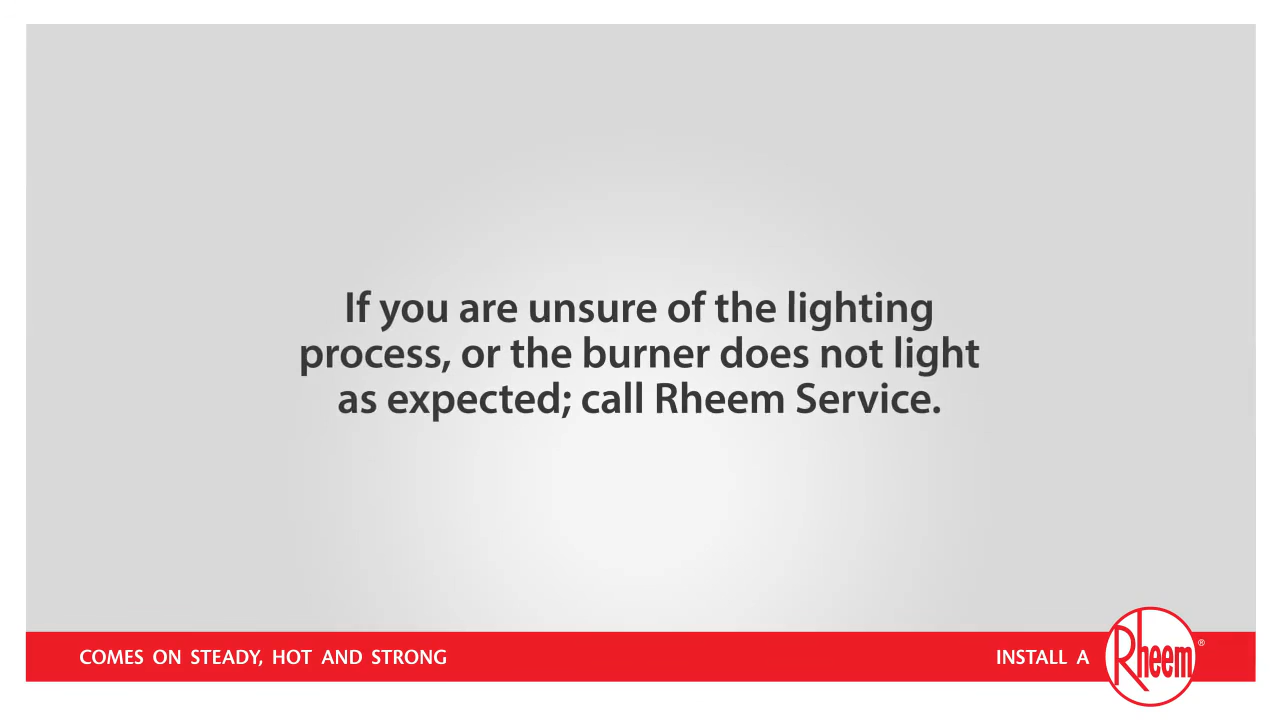 If you are unsure of the lighting
process, or the burner does not light
as expected; call Rheem Service.
COMES ON STEADY, HOT AND STRONG
INSTALL A
Rheem®